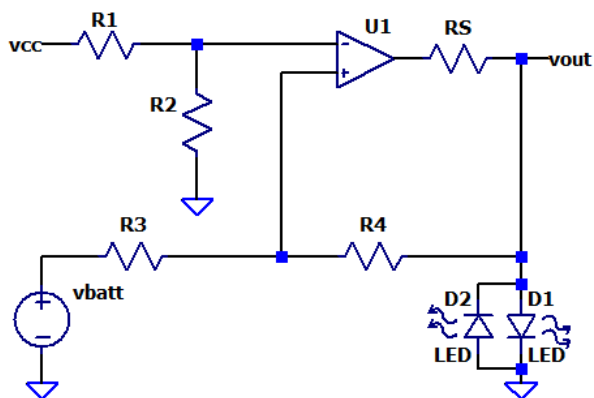 R1
U1
RS
vcc
vout
-
+
R2
R3
R4
vbatt
+
-
D2
D1
LED
LED